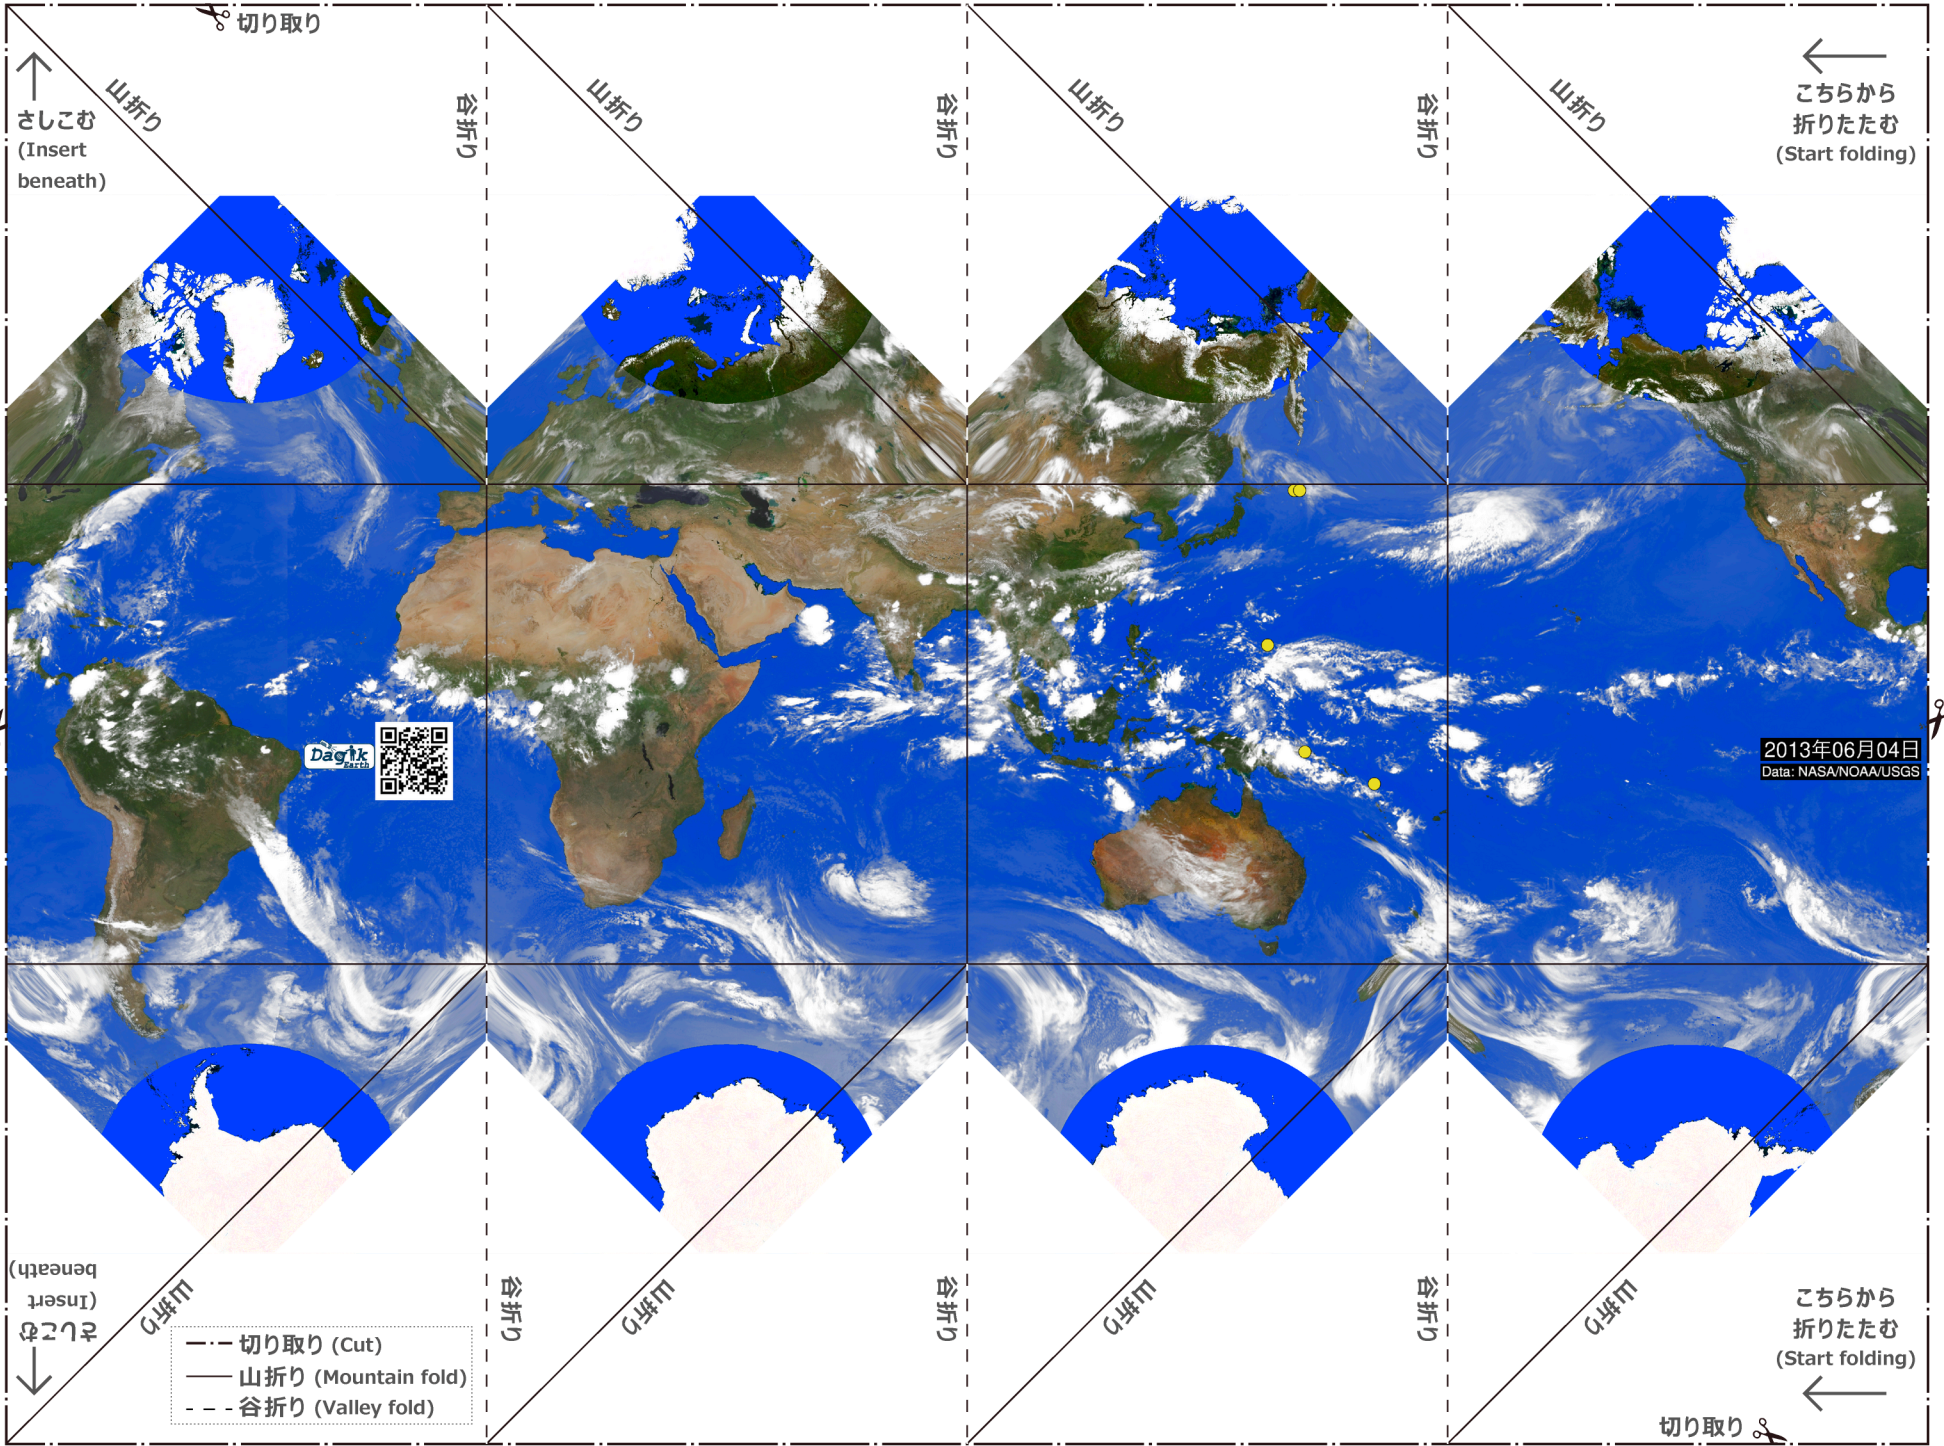 切り取り
山折り
谷折り
山折り
谷折り
山折り
谷折り
山折り
さしこむ
(Insert
beneath)
こちらから
折りたたむ
(Start folding)
Dagik
Earth
2013年06月04日
Data: NASA/NOAA/USGS
さしこむ
(Insert
beneath)
山折り
谷折り
山折り
谷折り
山折り
谷折り
山折り
切り取り (Cut)
山折り (Mountain fold)
谷折り (Valley fold)
こちらから
折りたたむ
(Start folding)
切り取り